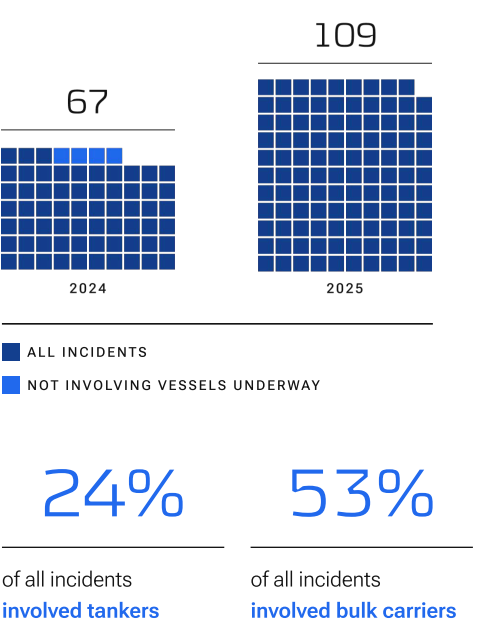 67
109
2024
2025
ALL INCIDENTS
NOT INVOLVING VESSELS UNDERWAY
24%
of all incidents
involved tankers
53%
of all incidents
involved bulk carriers